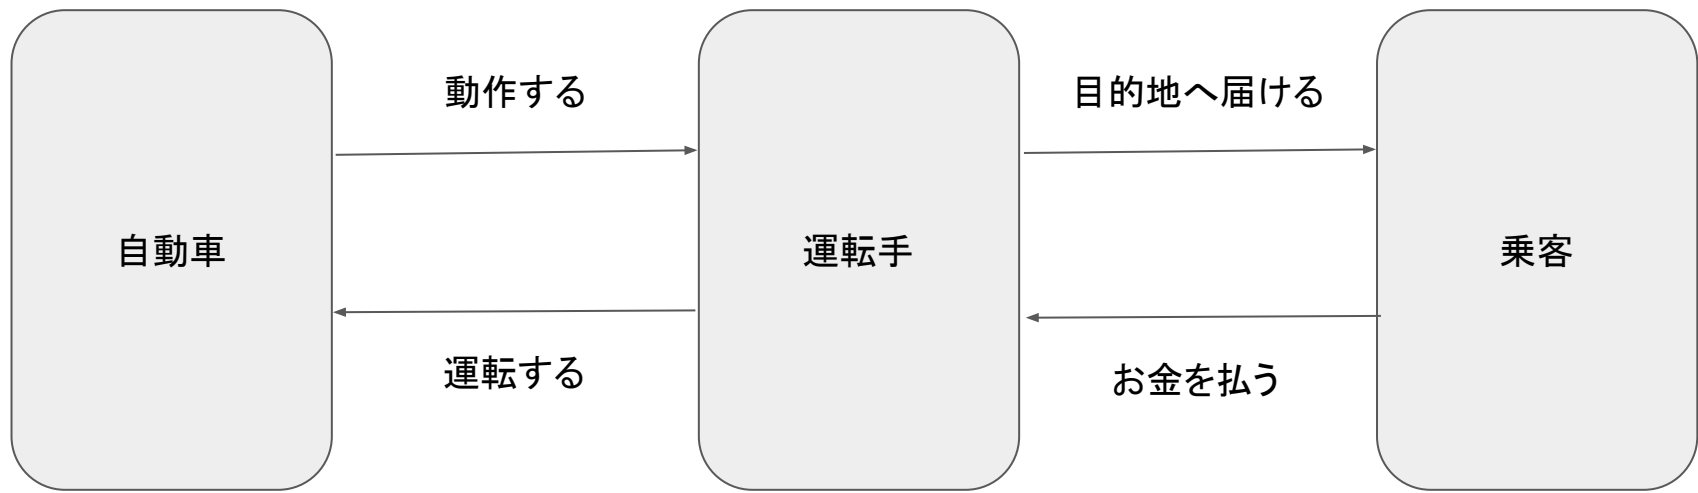 動作する
目的地へ届ける
自動車
運転手
乗客
運転する
お金を払う